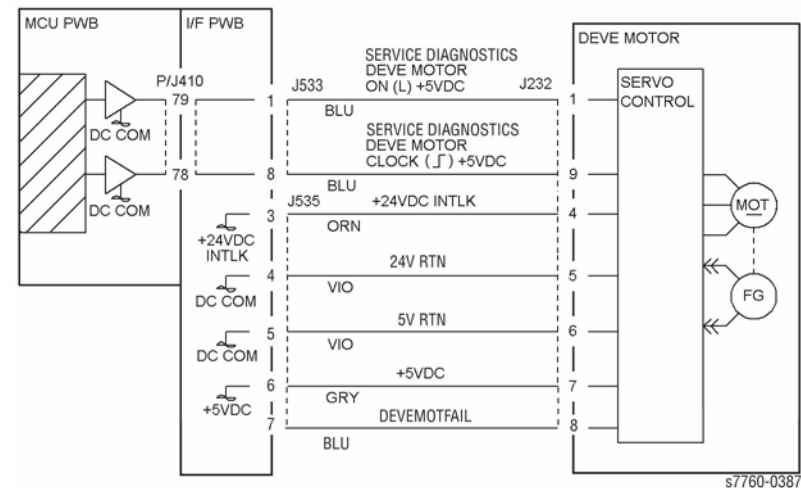 MCU PWB
I/F PWB
DEVE MOTOR
P/J410
J533
SERVICE DIAGNOSTICS
DEVE MOTOR
ON (L) +5VDC
J232
SERVO
CONTROL
79
1
1
DC COM
BLU
SERVICE DIAGNOSTICS
DEVE MOTOR
CLOCK ( ) +5VDC
78
8
9
DC COM
BLU
J535
+24VDC INTLK
3
4
MOT
+24VDC
INTLK
ORN
24V RTN
4
5
DC COM
VIO
FG
5V RTN
5
6
DC COM
VIO
+5VDC
6
7
+5VDC
GRY
DEVEMOTFAIL
7
8
BLU
s7760-0387